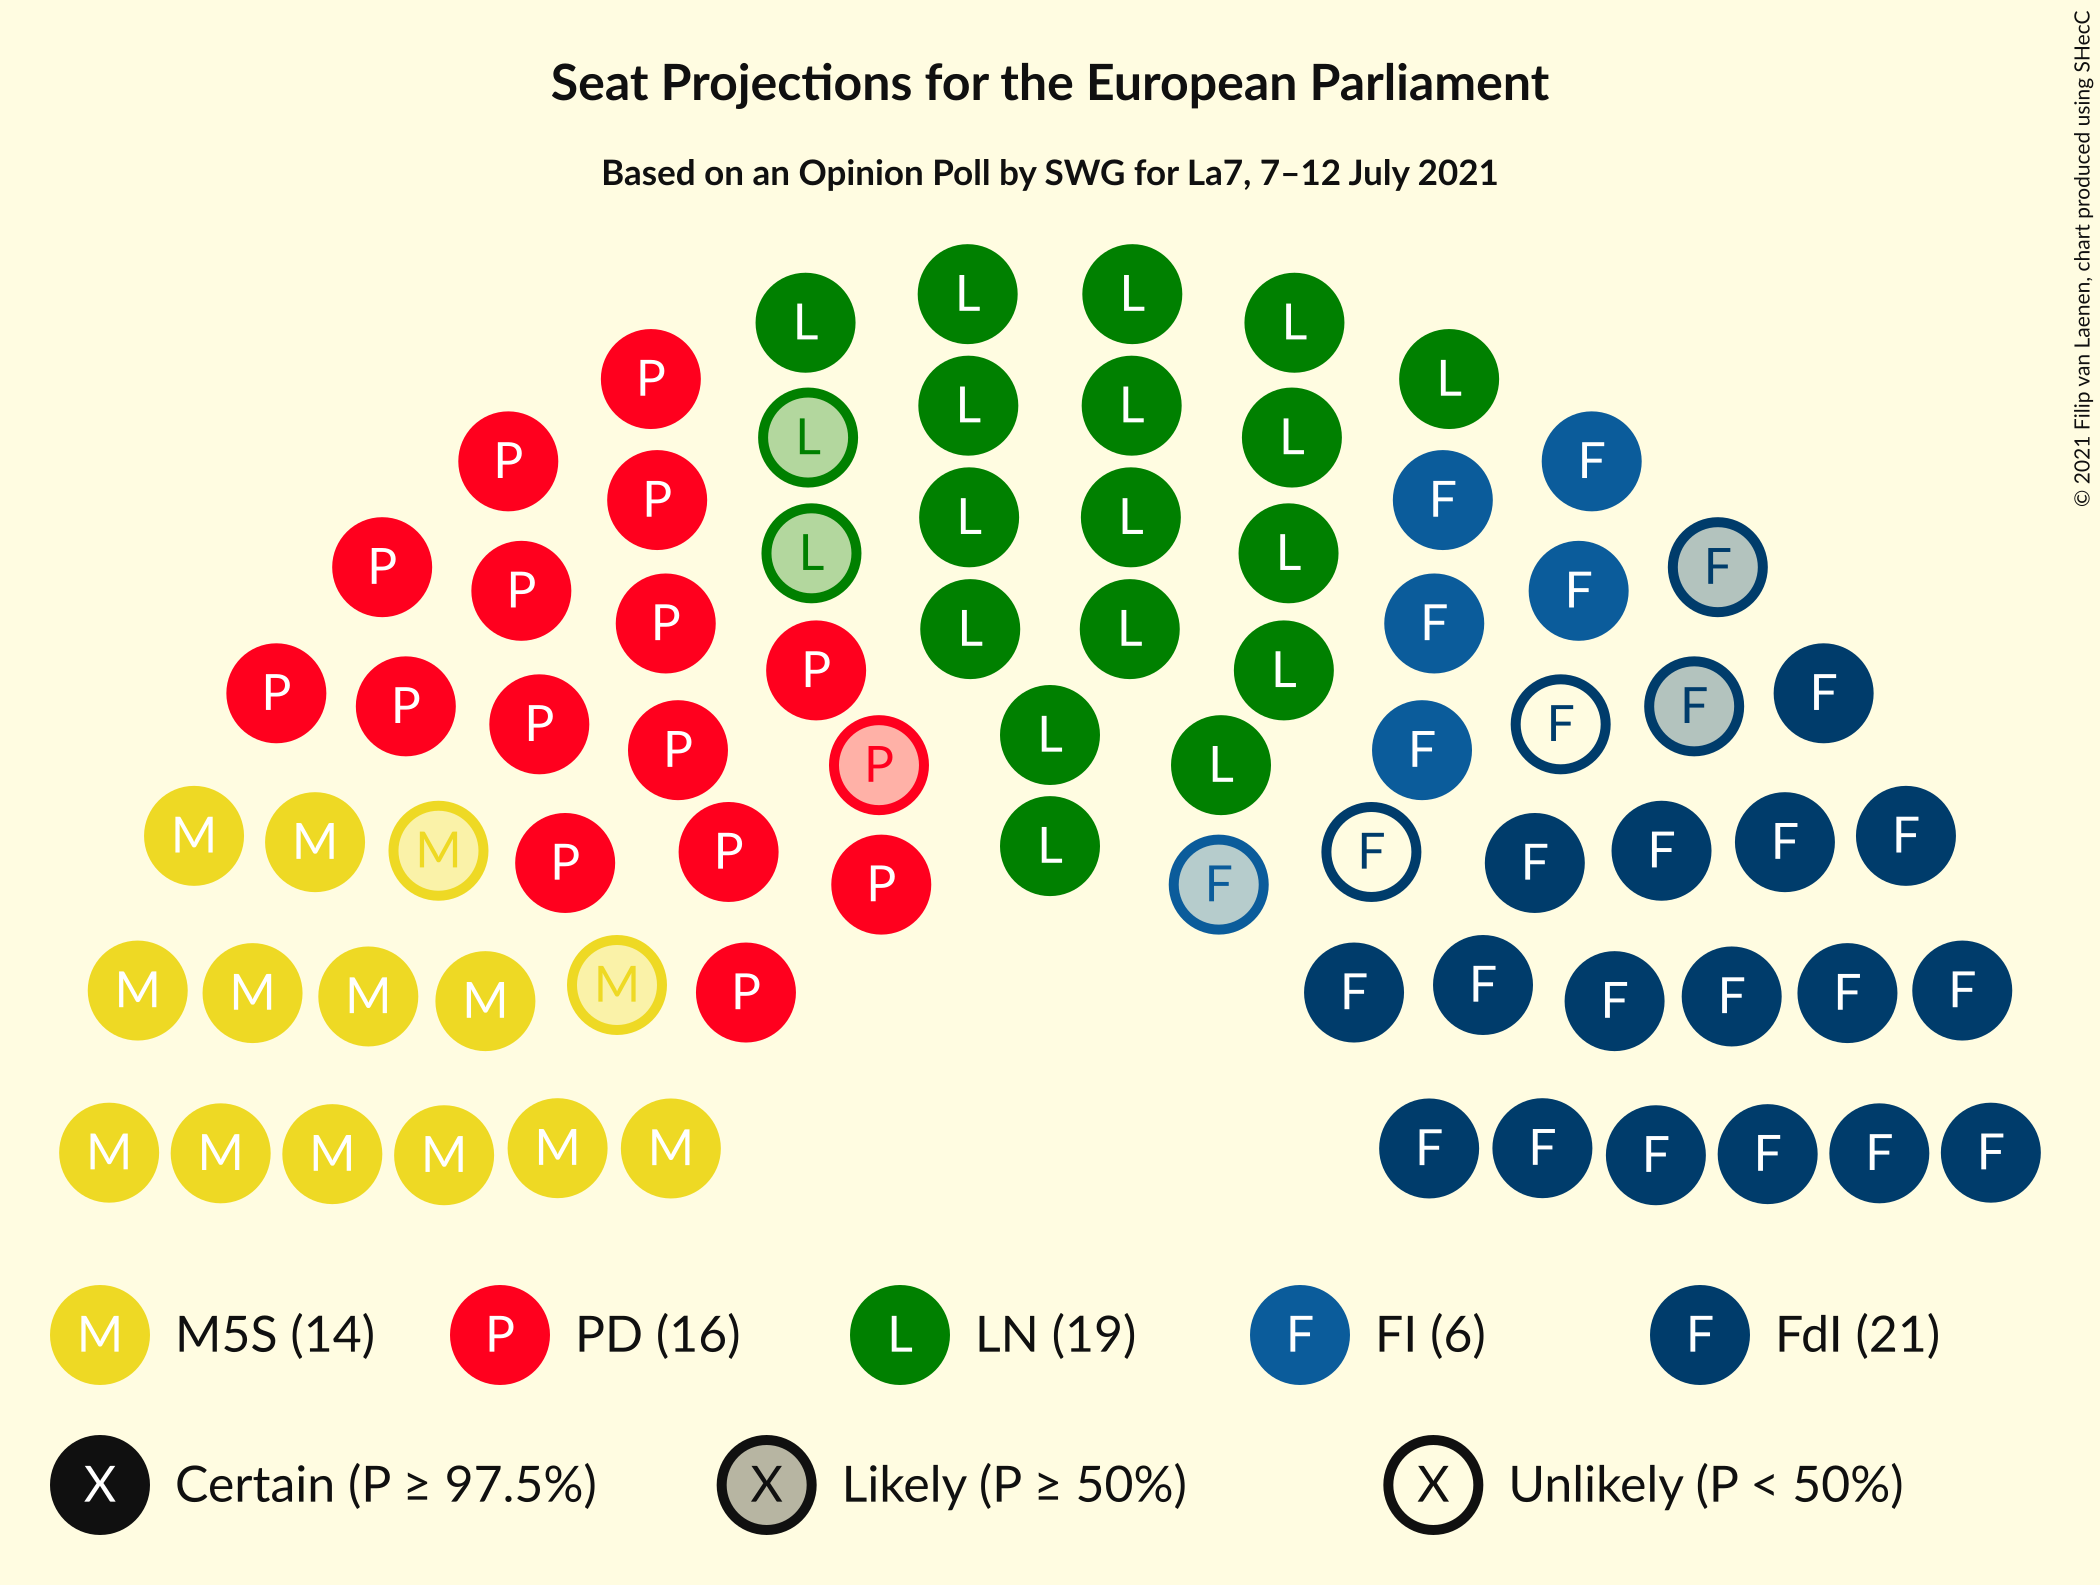 Seat Projections for the European Parliament
Based on an Opinion Poll by SWG for La7, 7–12 July 2021
© 2021 Filip van Laenen, chart produced using SHecC
L L
L L
P L
L L
L L
P F
P L L
F
L L
L L
P F
P F
P F
L L
P L
P P F F
L
P P F F
P L
M M M P P L F F F F F
P F
M M M M M P F F F F F F
M M M M M M F F F F F F
M M5S (14) P PD (16) L LN (19) F FI (6) F FdI (21)
X Certain (P ≥ 97.5%) X Likely (P ≥ 50%) X Unlikely (P < 50%)